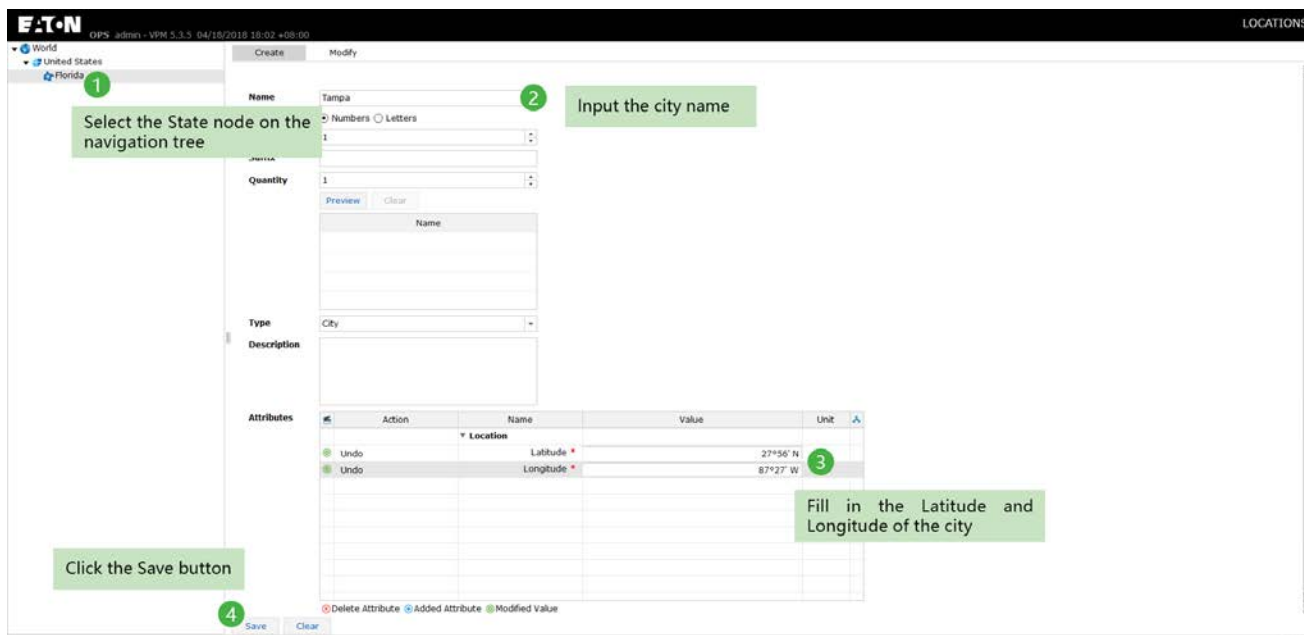 EATON
OPS admin - VPM 5.3.5 04/18/2018 18:02 +08:00
LOCATIONS
World
United States
Florida
1
Select the State node on the
navigation tree
Create Modify
Name Tampa
2
Input the city name
Numbers Letters
1
Suffix
Quantity 1
Preview Clear
Name
Type City
Description
Attributes Action Name Value Unit
Location
Undo Latitude * 27°56' N
Undo Longitude * 87°27' W
3
Fill in the Latitude and
Longitude of the city
Click the Save button
4
Delete Attribute Added Attribute Modified Value
Save Clear